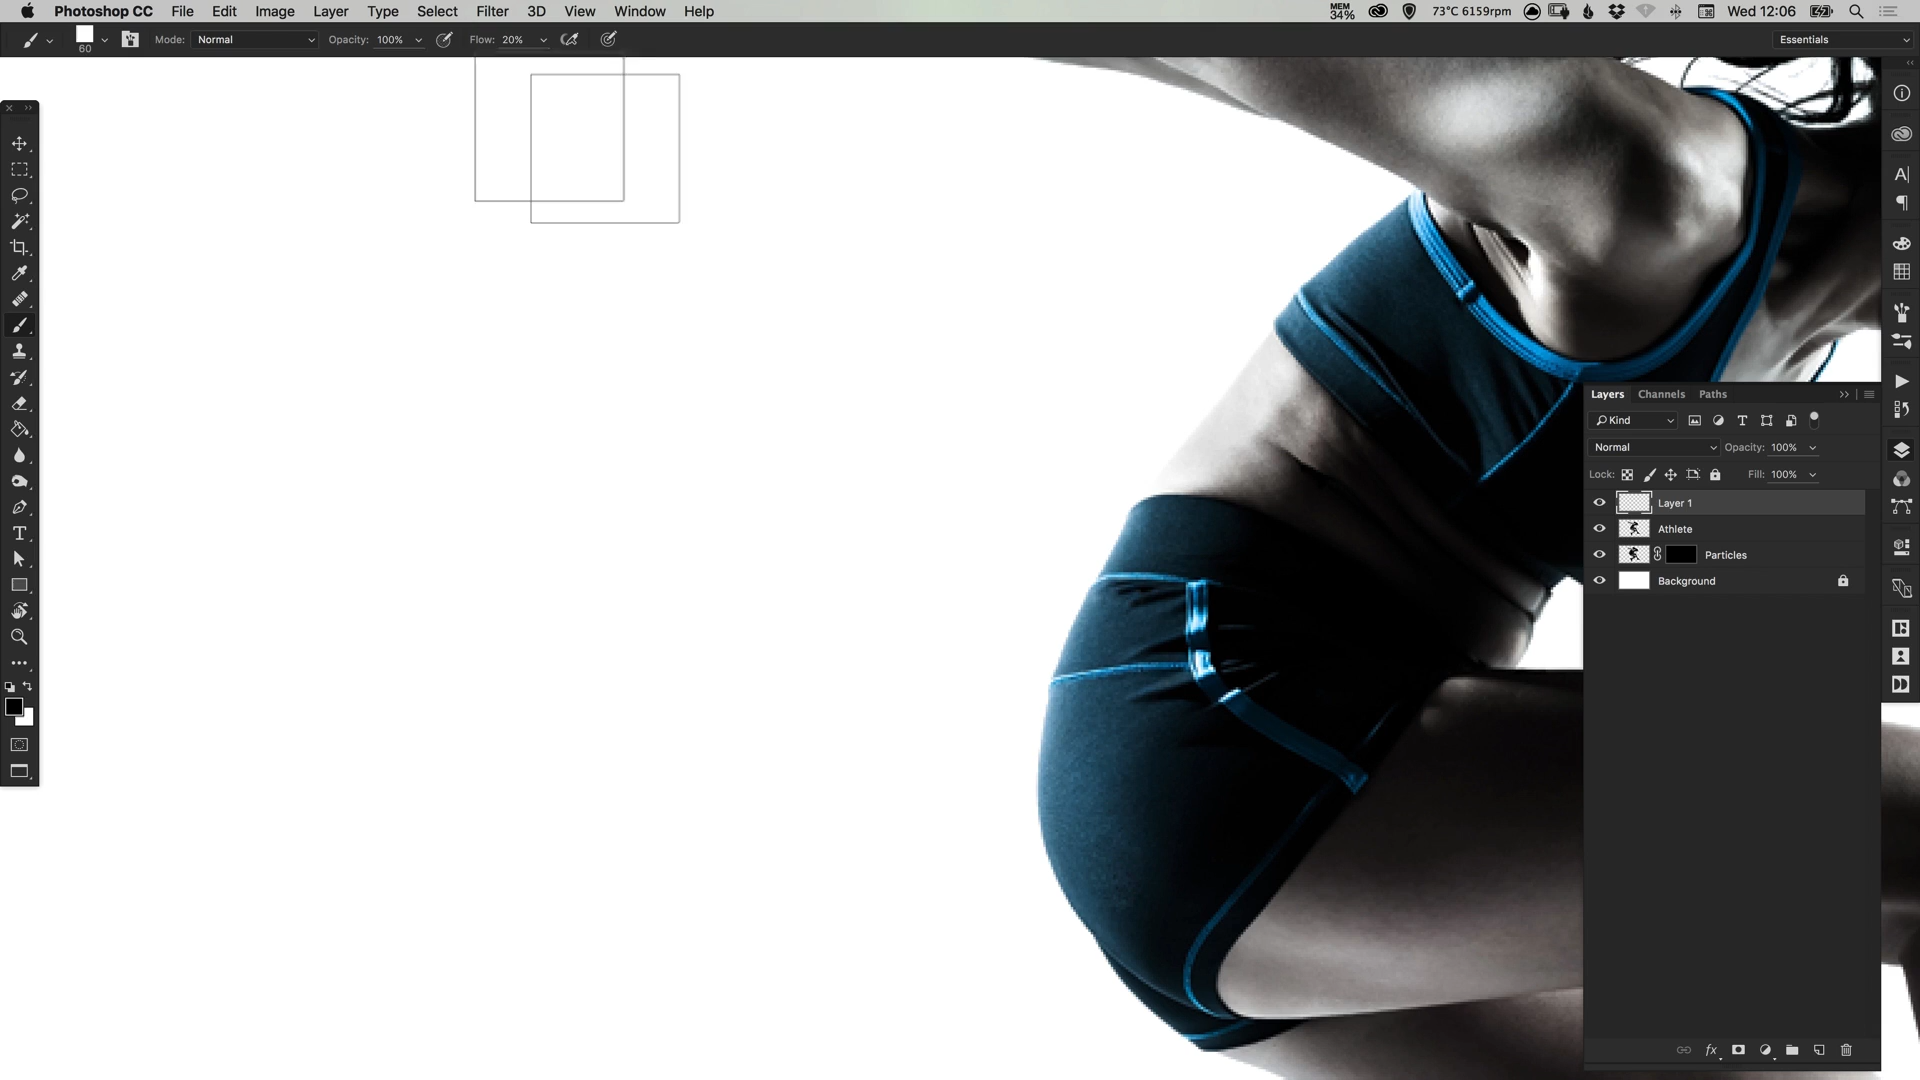 Photoshop CC File Edit Image Layer Type Select Filter 3D View Window Help MEM 34% 73°C 6159rpm Wed 12:06
60 Mode: Normal Opacity: 100% Flow: 20% Essentials
Layers Channels Paths
Kind
Normal Opacity: 100%
Lock: Fill: 100%
Layer 1
Athlete
Particles
Background
fx